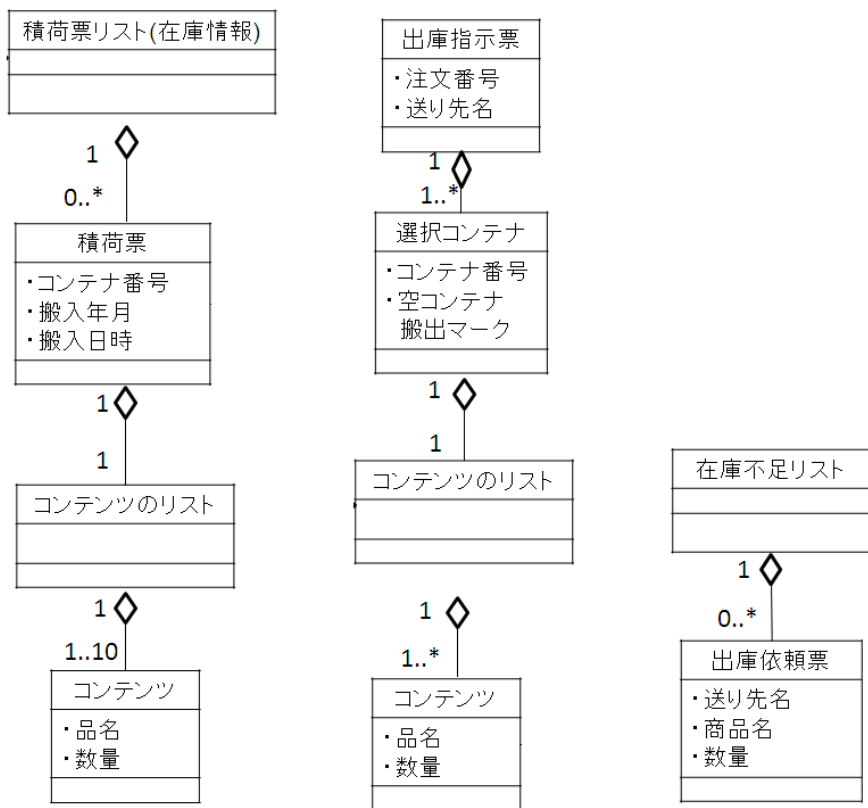 積荷票リスト(在庫情報)
1
0..*
積荷票
・コンテナ番号
・搬入年月
・搬入日時
1
1
コンテンツのリスト
1
1..10
コンテンツ
・品名
・数量
出庫指示票
・注文番号
・送り先名
1
1..*
選択コンテナ
・コンテナ番号
・空コンテナ
搬出マーク
1
1
コンテンツのリスト
1
1..*
コンテンツ
・品名
・数量
在庫不足リスト
1
0..*
出庫依頼票
・送り先名
・商品名
・数量